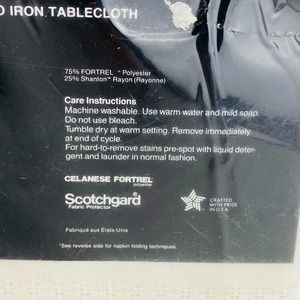 O IRON TABLECLOTH
75% FORTREL ® Polyester
25% Shanton™ Rayon (Rayonne)
Care Instructions
Machine washable. Use warm water and mild soap.
Do not use bleach.
Tumble dry at warm setting. Remove immediately
at end of cycle.
For hard-to-remove stains pre-spot with liquid deter-
gent and launder in normal fashion.
CELANESE FORTREL®
polyester
Scotchgard™
Fabric Protector
CRAFTED
WITH PRIDE
IN U.S.A.
Fabriqué aux États-Unis
*See reverse side for napkin folding techniques.